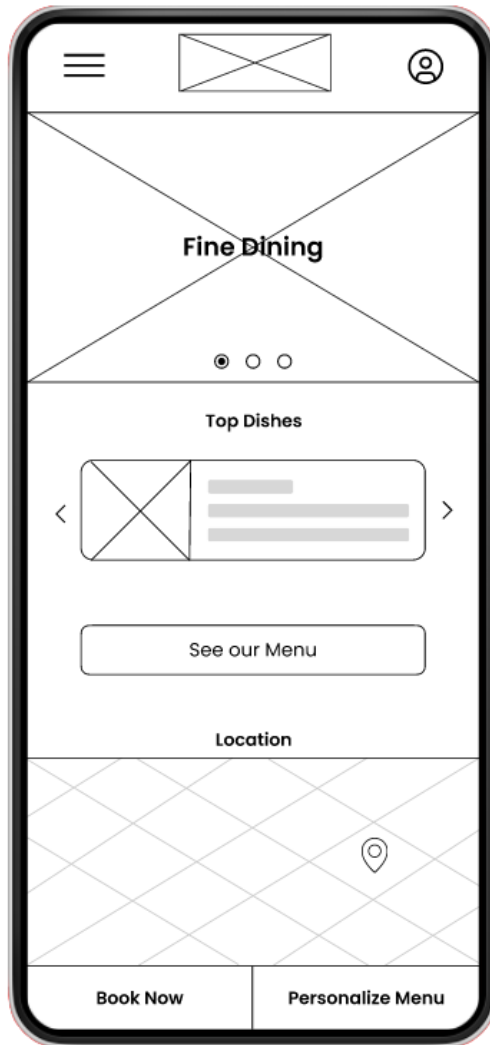 Fine Dining
Top Dishes
See our Menu
Location
Book Now
Personalize Menu